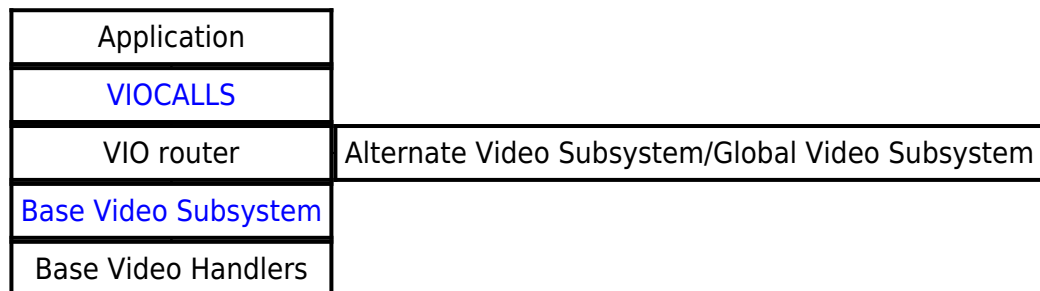 Application
VIOCALLS
VIO router
Alternate Video Subsystem/Global Video Subsystem
Base Video Subsystem
Base Video Handlers